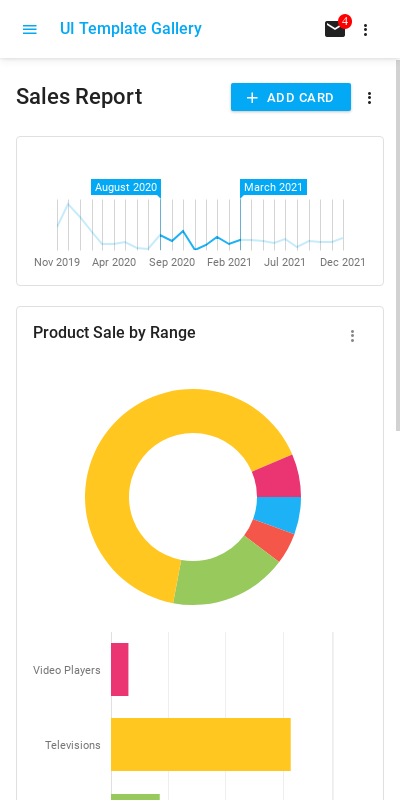 UI Template Gallery
4
Sales Report
ADD CARD
August 2020
March 2021
Nov 2019
Apr 2020
Sep 2020
Feb 2021
Jul 2021
Dec 2021
Product Sale by Range
Video Players
Televisions